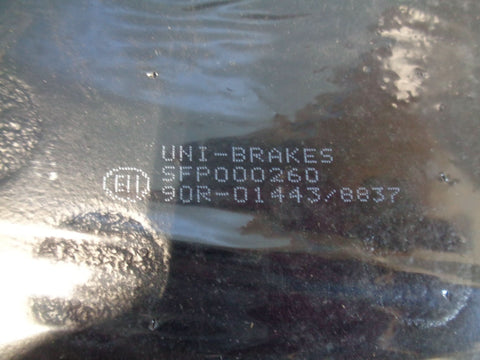 UNI-BRAKES
SFP000260
E11 90R-01443/8837